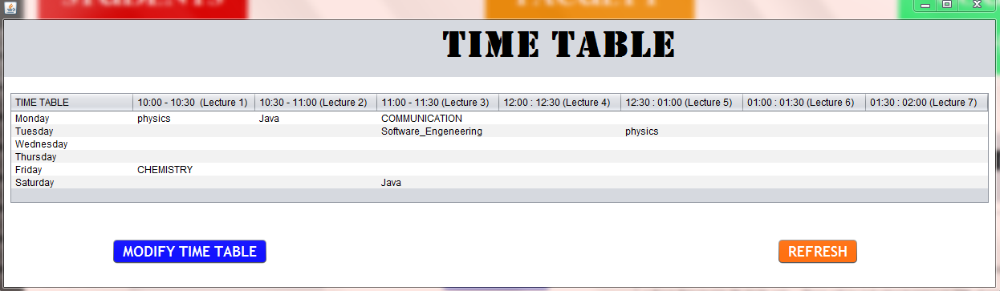 STUDENTS FACULTY
TIME TABLE
TIME TABLE 10:00 - 10:30 (Lecture 1) 10:30 - 11:00 (Lecture 2) 11:00 - 11:30 (Lecture 3) 12:00 : 12:30 (Lecture 4) 12:30 : 01:00 (Lecture 5) 01:00 : 01:30 (Lecture 6) 01:30 : 02:00 (Lecture 7)
Monday physics Java COMMUNICATION
Tuesday Software_Engeneering physics
Wednesday
Thursday
Friday CHEMISTRY
Saturday Java
MODIFY TIME TABLE REFRESH